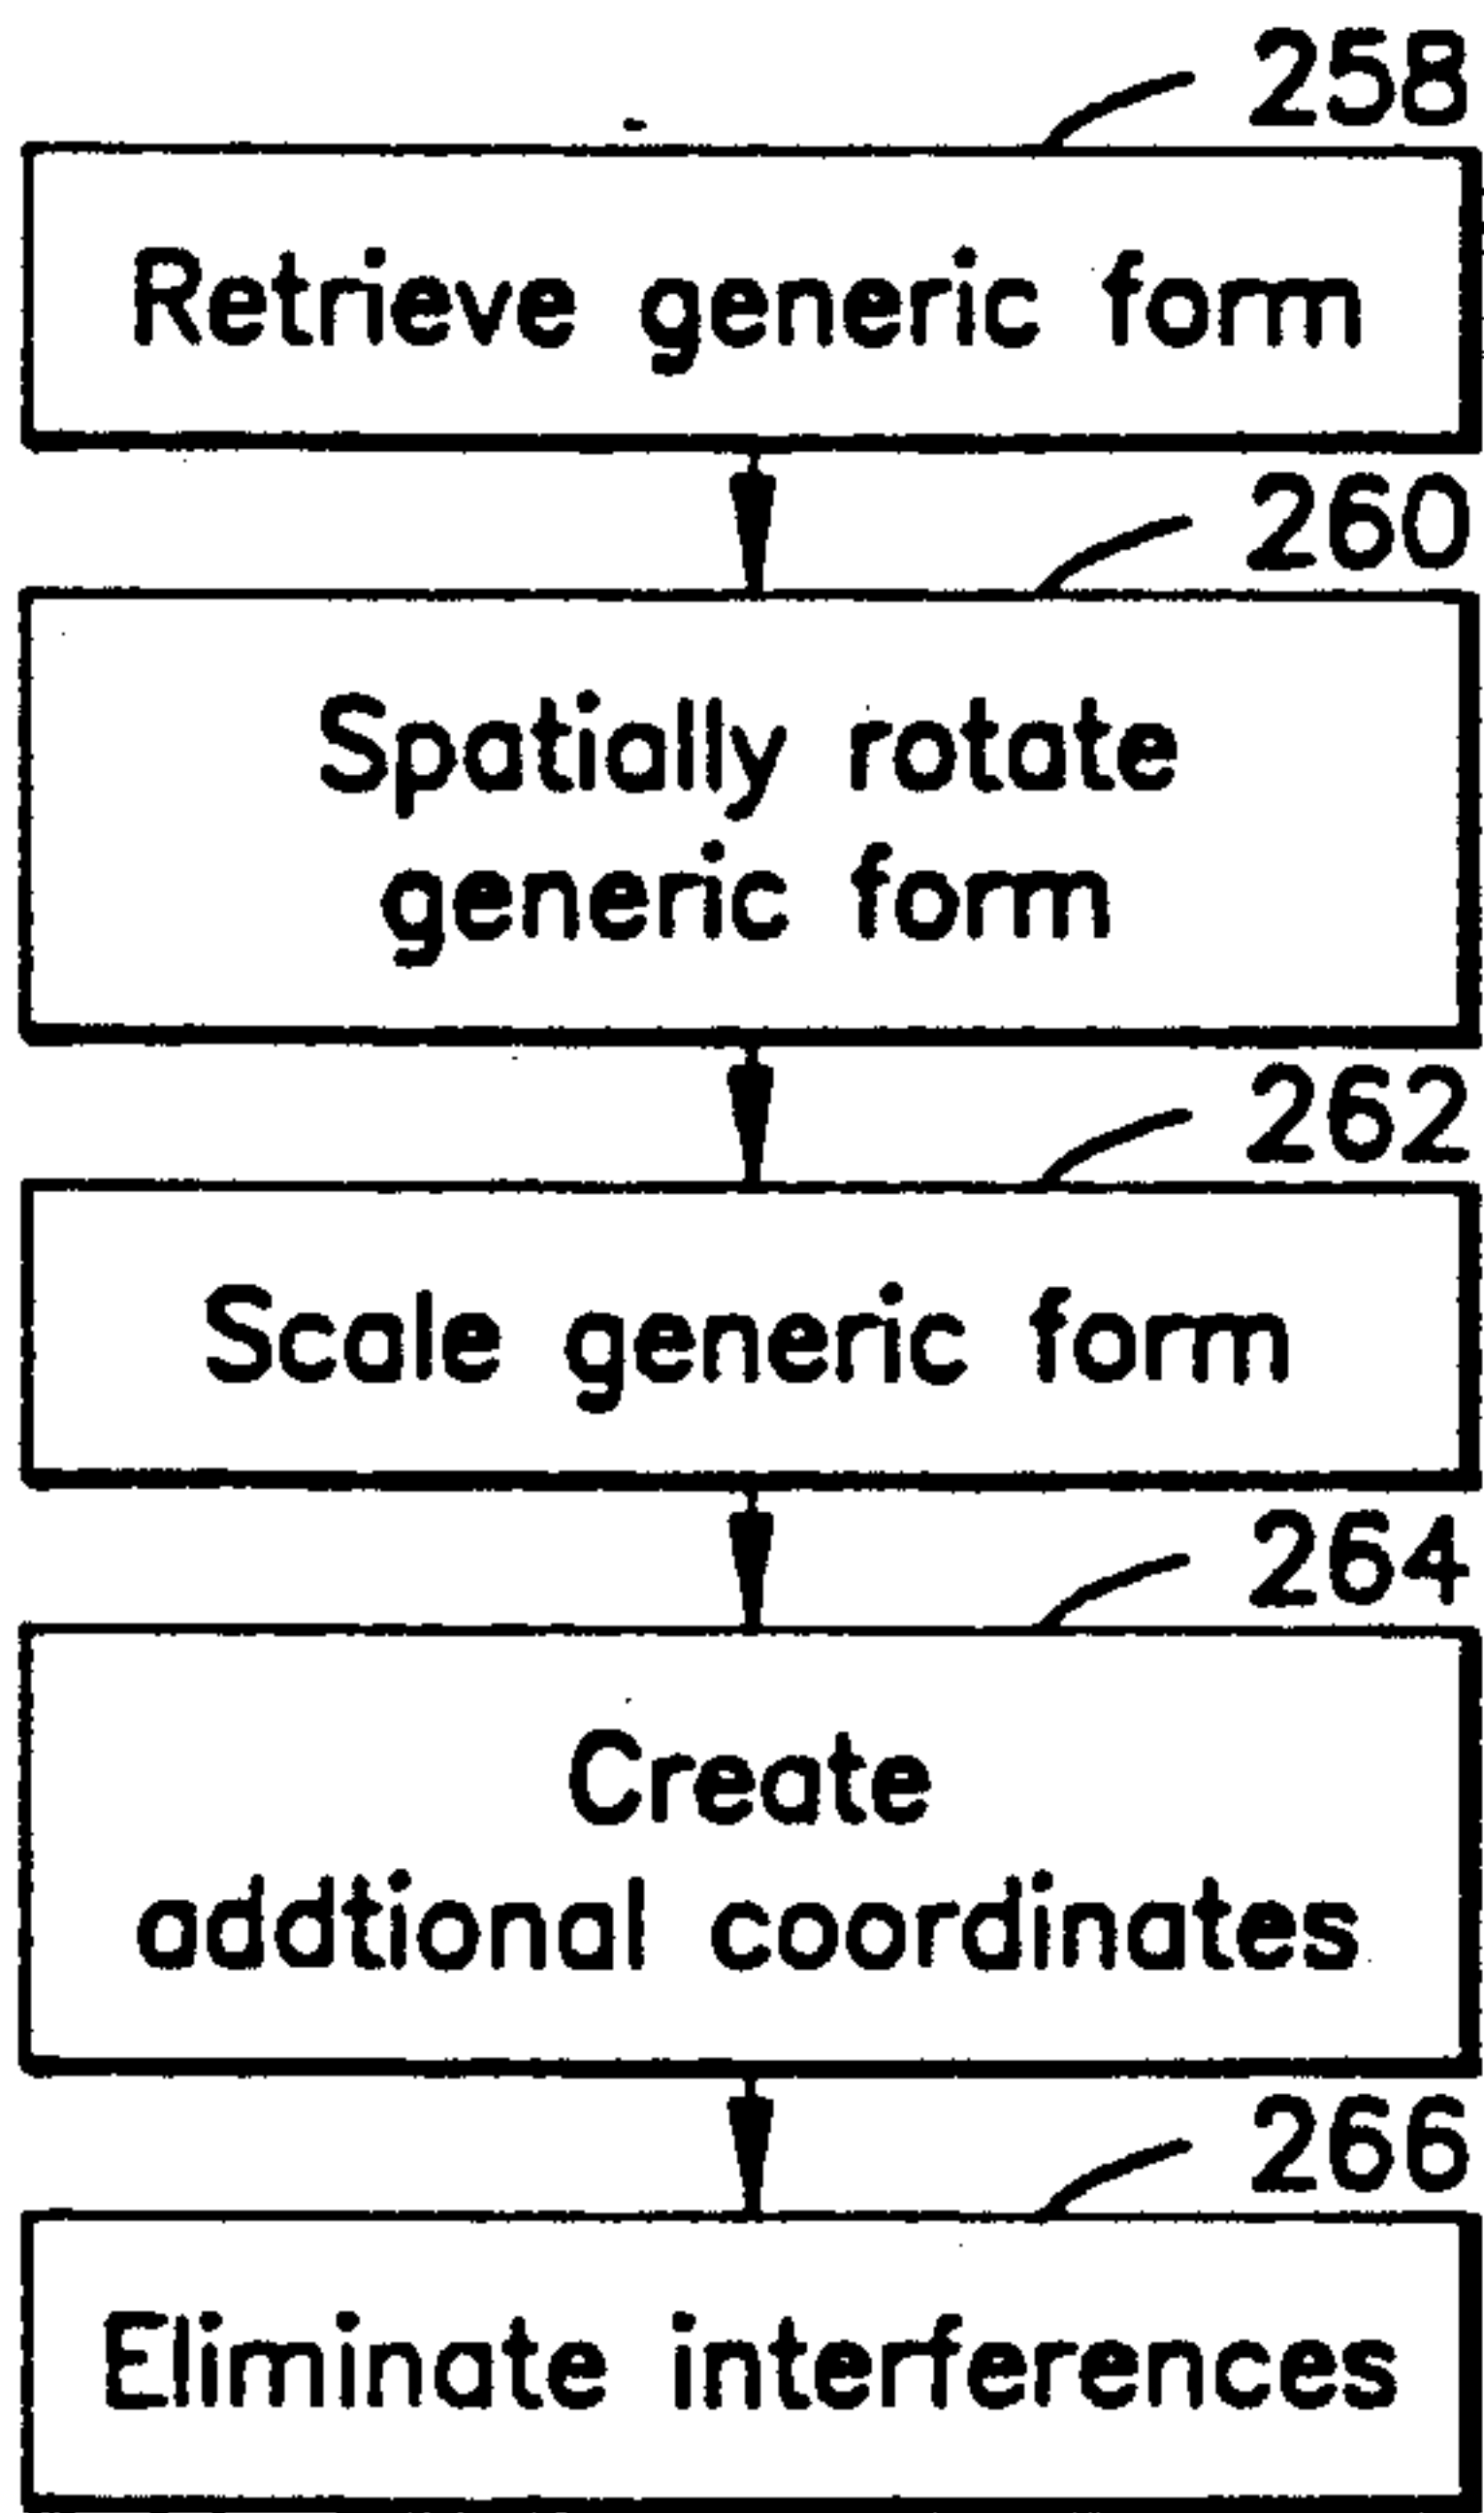 258
Retrieve generic form
260
Spatially rotate
generic form
262
Scale generic form
264
Create
addtional coordinates
266
Eliminate interferences